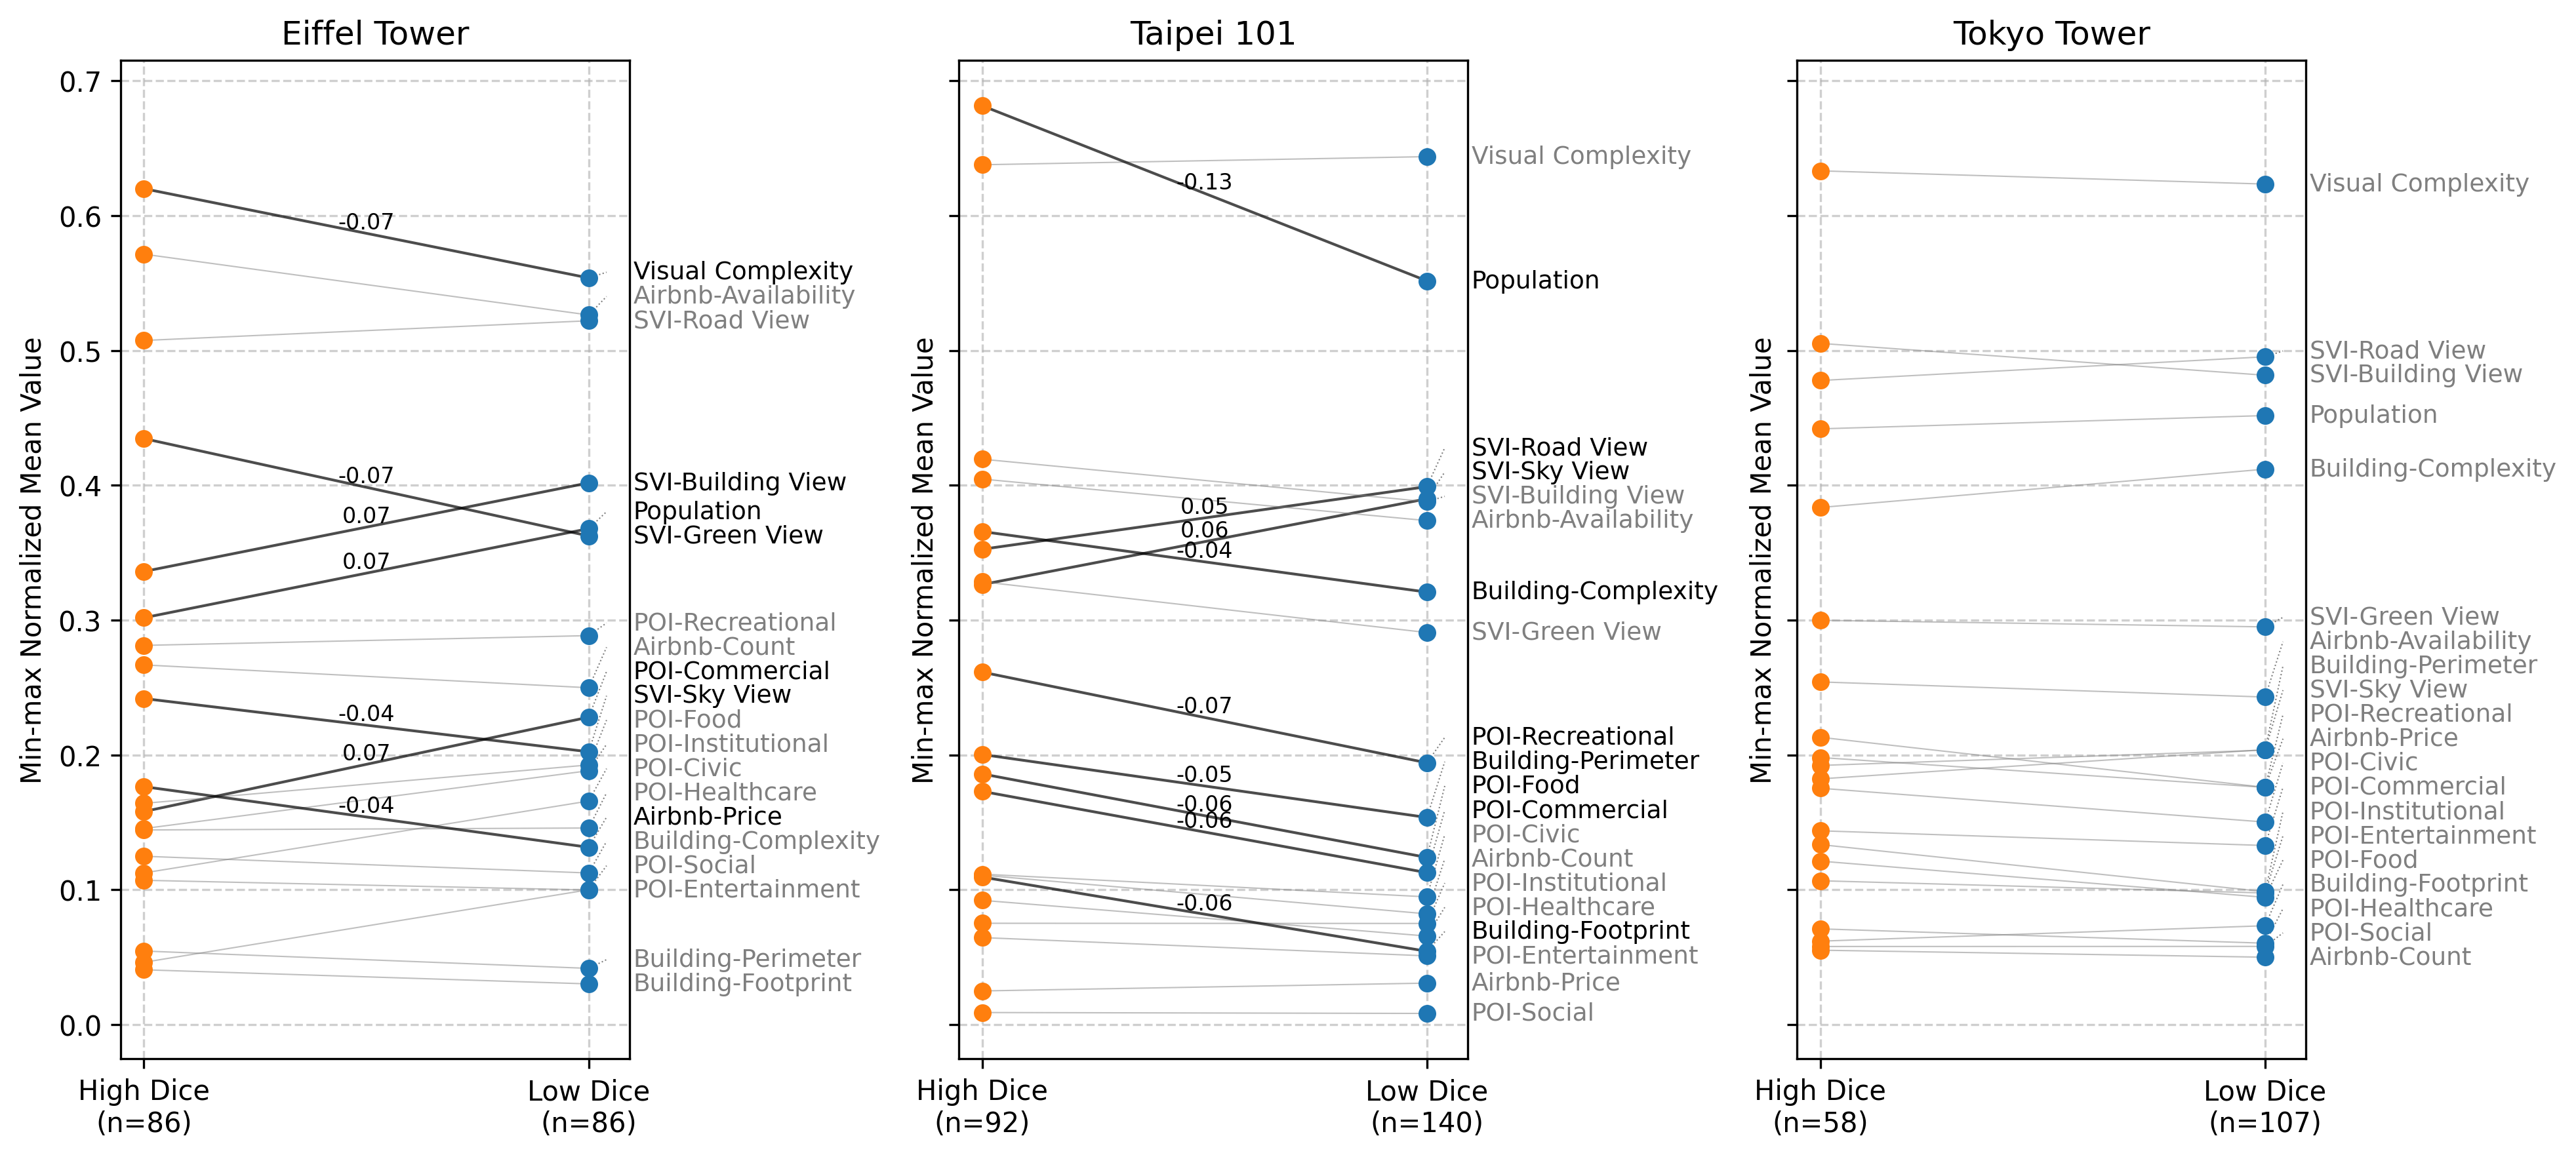 Eiffel Tower
Min-max Normalized Mean Value
0.7
0.6
0.5
0.4
0.3
0.2
0.1
0.0
-0.07
-0.07
0.07
0.07
-0.04
0.07
-0.04
Visual Complexity
Airbnb-Availability
SVI-Road View
SVI-Building View
Population
SVI-Green View
POI-Recreational
Airbnb-Count
POI-Commercial
SVI-Sky View
POI-Food
POI-Institutional
POI-Civic
POI-Healthcare
Airbnb-Price
Building-Complexity
POI-Social
POI-Entertainment
Building-Perimeter
Building-Footprint
High Dice
(n=86)
Low Dice
(n=86)
Taipei 101
Min-max Normalized Mean Value
-0.13
0.05
0.06
-0.04
-0.07
-0.05
-0.06
-0.06
-0.06
Visual Complexity
Population
SVI-Road View
SVI-Sky View
SVI-Building View
Airbnb-Availability
Building-Complexity
SVI-Green View
POI-Recreational
Building-Perimeter
POI-Food
POI-Commercial
POI-Civic
Airbnb-Count
POI-Institutional
POI-Healthcare
Building-Footprint
POI-Entertainment
Airbnb-Price
POI-Social
High Dice
(n=92)
Low Dice
(n=140)
Tokyo Tower
Min-max Normalized Mean Value
Visual Complexity
SVI-Road View
SVI-Building View
Population
Building-Complexity
SVI-Green View
Airbnb-Availability
Building-Perimeter
SVI-Sky View
POI-Recreational
Airbnb-Price
POI-Civic
POI-Commercial
POI-Institutional
POI-Entertainment
POI-Food
Building-Footprint
POI-Healthcare
POI-Social
Airbnb-Count
High Dice
(n=58)
Low Dice
(n=107)